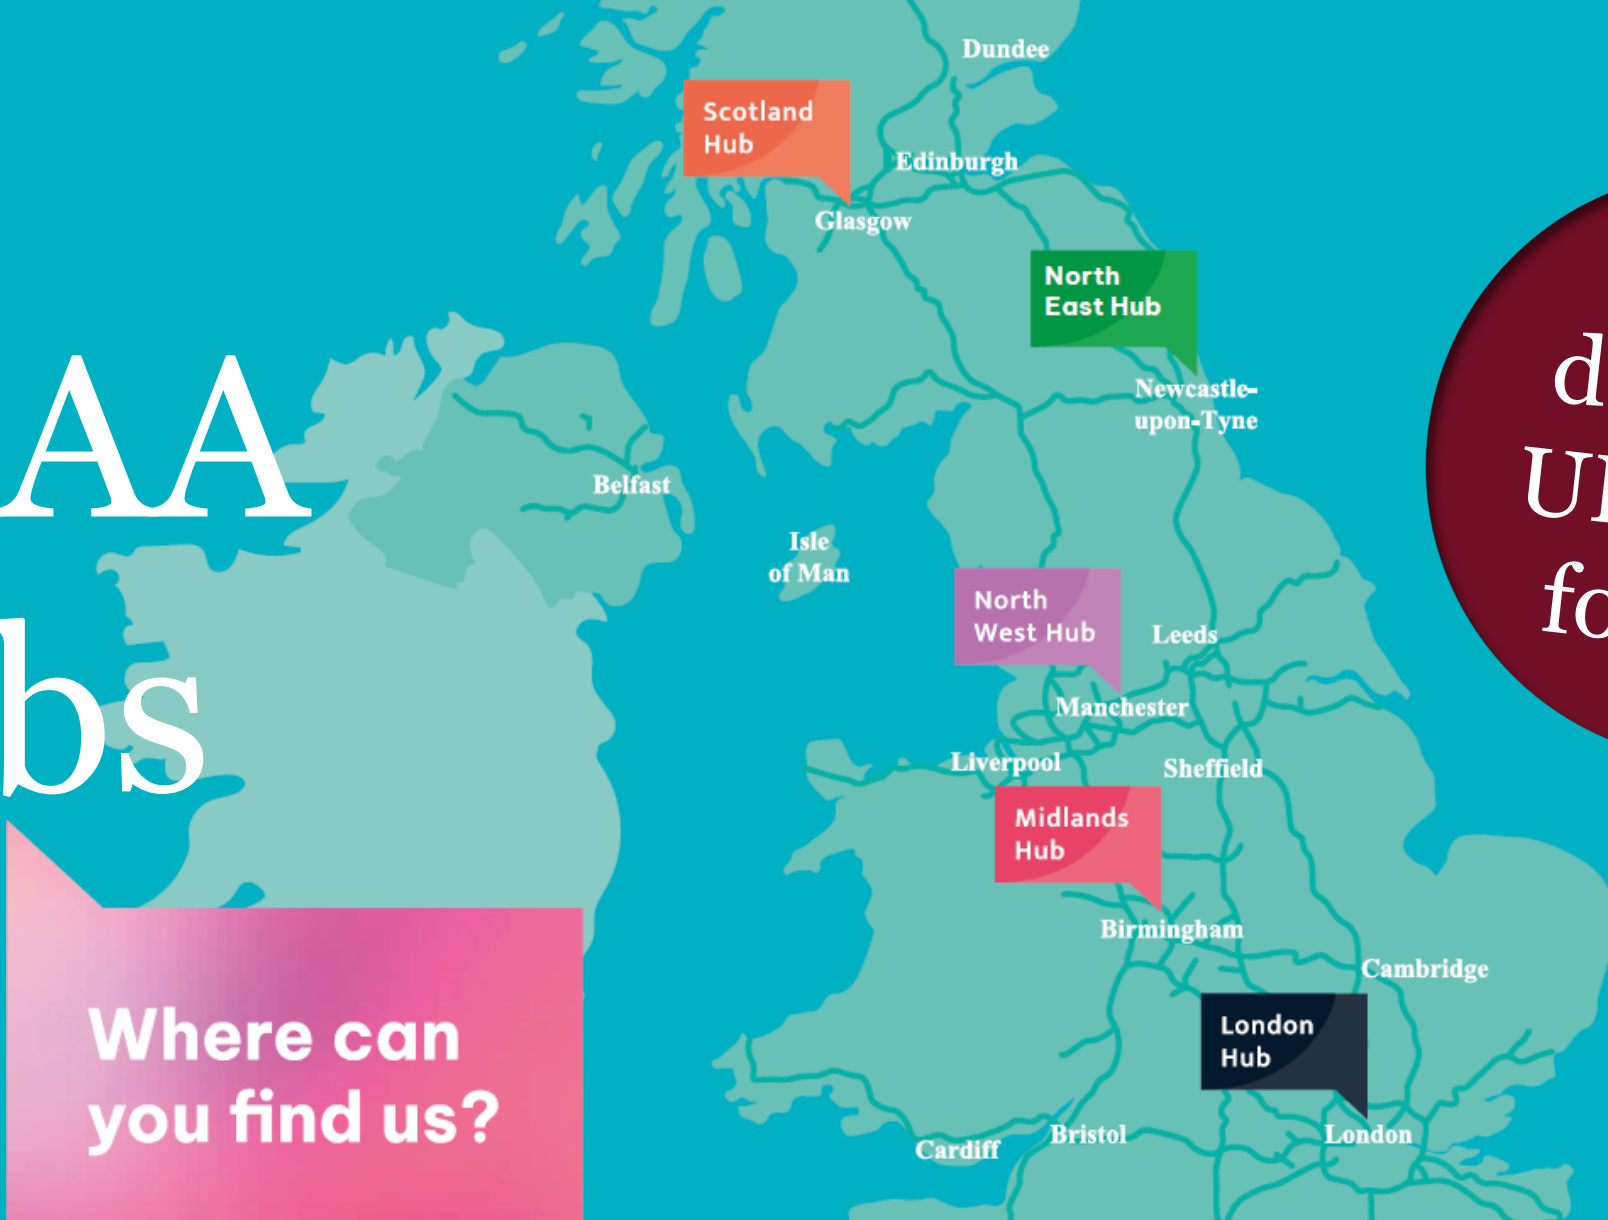 Dundee
Scotland
Hub
Edinburgh
Glasgow
North
East Hub
Newcastle-
upon-Tyne
AA
bs
Belfast
Isle
of Man
North
West Hub
Leeds
Manchester
Liverpool
Sheffield
Midlands
Hub
Birmingham
Cambridge
London
Hub
London
Bristol
Cardiff
Where can
you find us?
d
fo